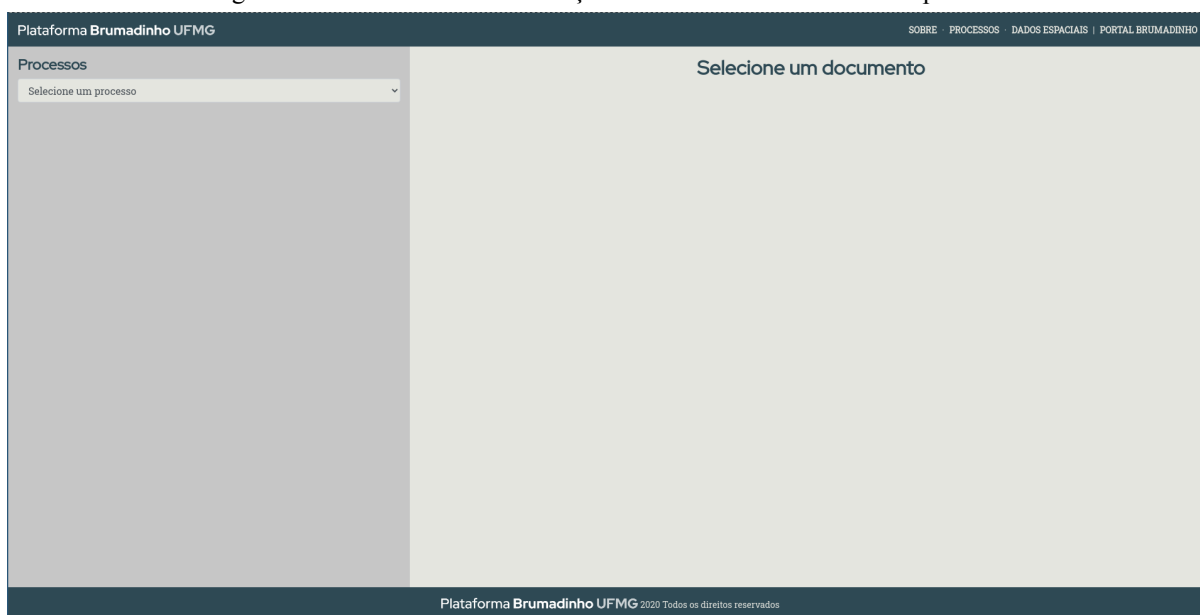 Plataforma Brumadinho UFMG
SOBRE · PROCESSOS · DADOS ESPACIAIS | PORTAL BRUMADINHO
Processos
Selecione um processo
Selecione um documento
Plataforma Brumadinho UFMG 2020 Todos os direitos reservados